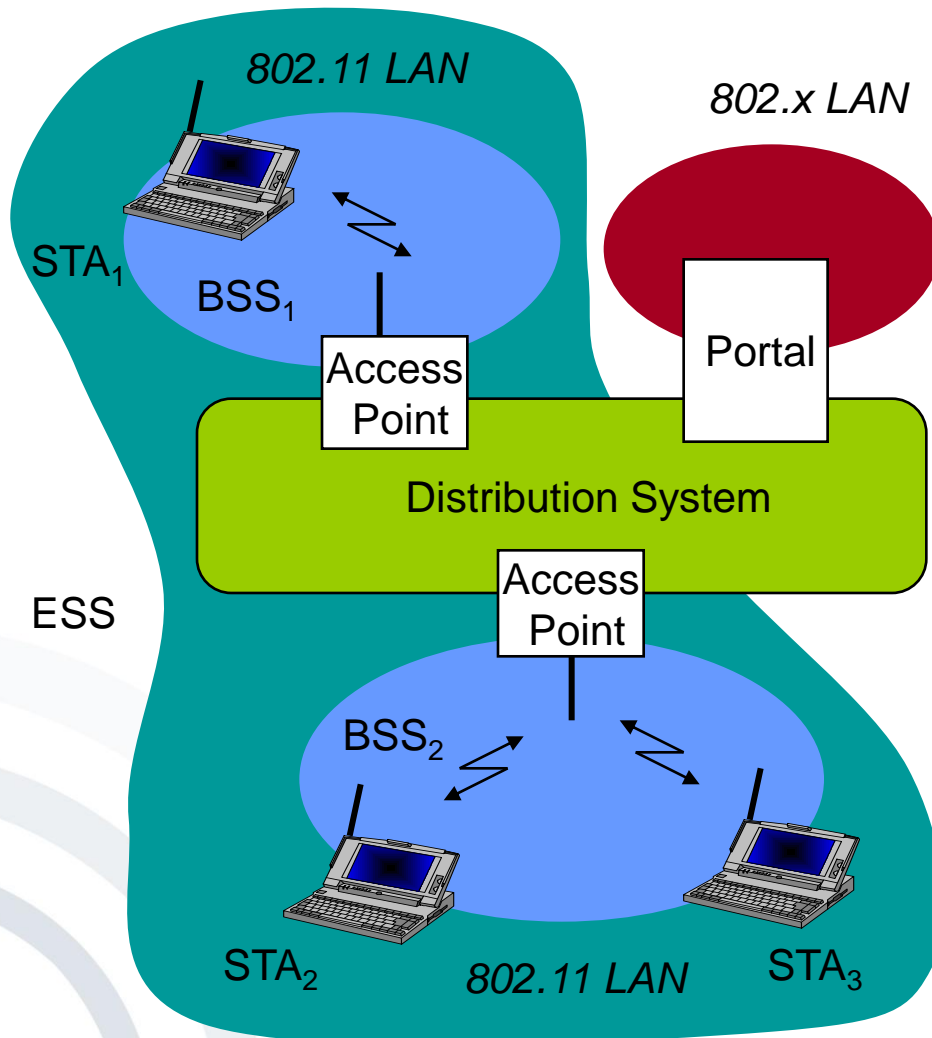 802.11 LAN
802.x LAN
STA₁
BSS₁
Access
Point
Portal
Distribution System
Access
Point
ESS
BSS₂
STA₂
802.11 LAN
STA₃